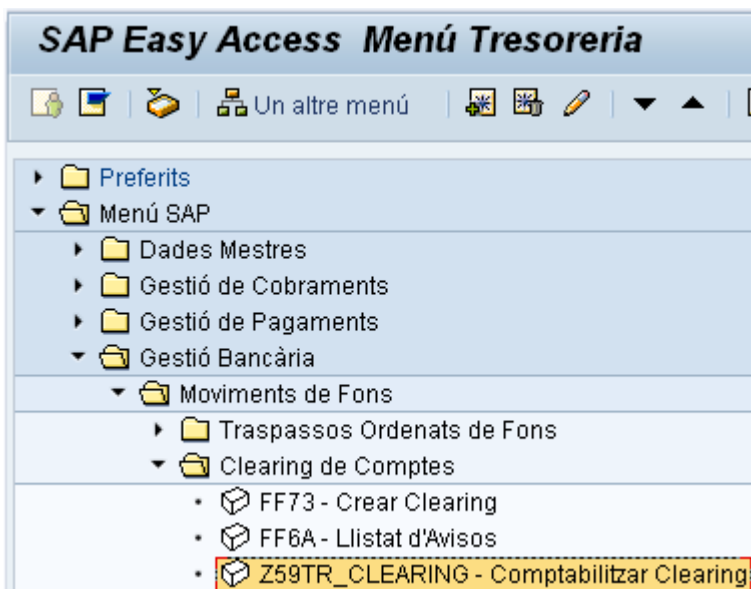 SAP Easy Access Menú Tresoreria
Un altre menú
Preferits
Menú SAP
Dades Mestres
Gestió de Cobraments
Gestió de Pagaments
Gestió Bancària
Moviments de Fons
Traspassos Ordenats de Fons
Clearing de Comptes
FF73 - Crear Clearing
FF6A - Llistat d'Avisos
Z59TR_CLEARING - Comptabilitzar Clearing